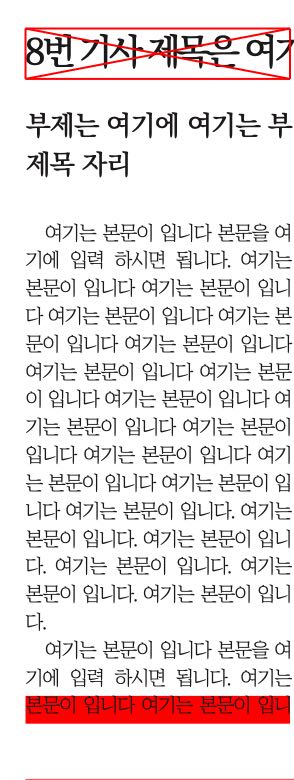 8번 기사 제목은 여기
부제는 여기에 여기는 부
제목 자리
여기는 본문이 입니다 본문을 여
기에 입력 하시면 됩니다. 여기는
본문이 입니다 여기는 본문이 입니
다 여기는 본문이 입니다 여기는 본
문이 입니다 여기는 본문이 입니다
여기는 본문이 입니다 여기는 본문
이 입니다 여기는 본문이 입니다 여
기는 본문이 입니다 여기는 본문이
입니다 여기는 본문이 입니다 여기
는 본문이 입니다 여기는 본문이 입
니다 여기는 본문이 입니다. 여기는
본문이 입니다. 여기는 본문이 입니
다. 여기는 본문이 입니다. 여기는
본문이 입니다. 여기는 본문이 입니
다.
여기는 본문이 입니다 본문을 여
기에 입력 하시면 됩니다. 여기는
본문이 입니다 여기는 본문이 입니